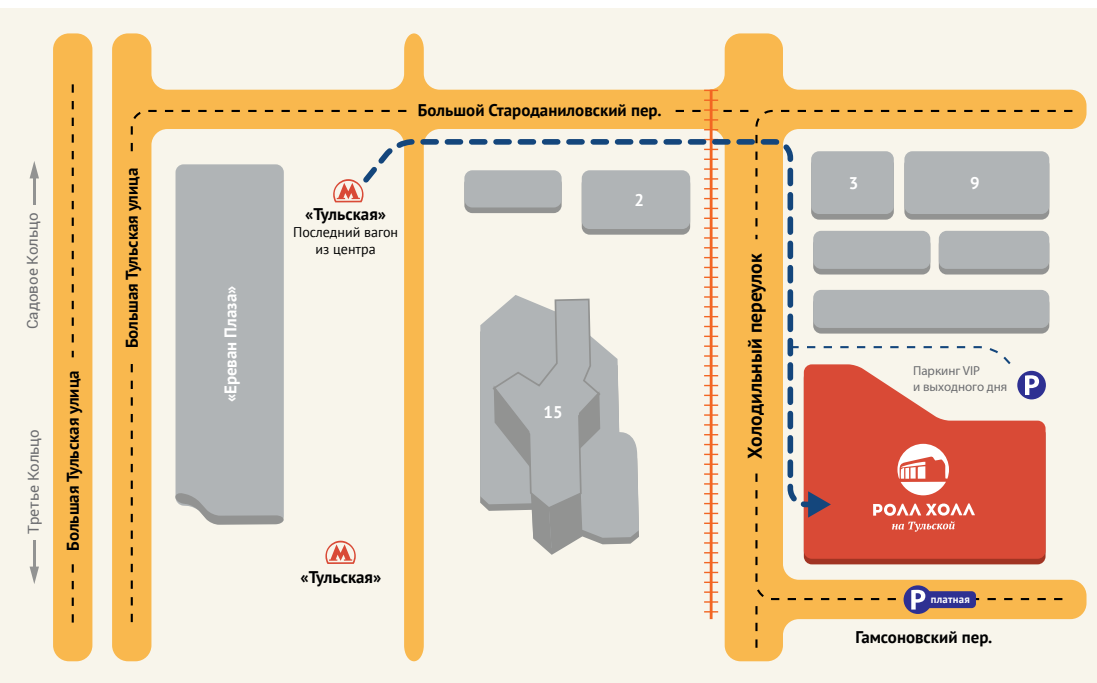 Большой Староданиловский пер.
Садовое Кольцо
Третье Кольцо
Большая Тульская улица
Большая Тульская улица
«Ереван Плаза»
«Тульская»
Последний вагон
из центра
2
3
9
15
Холодильный переулок
Паркинг VIP
и выходного дня
P
РОЛЛ ХОЛЛ
на Тульской
«Тульская»
P платная
Гамсоновский пер.